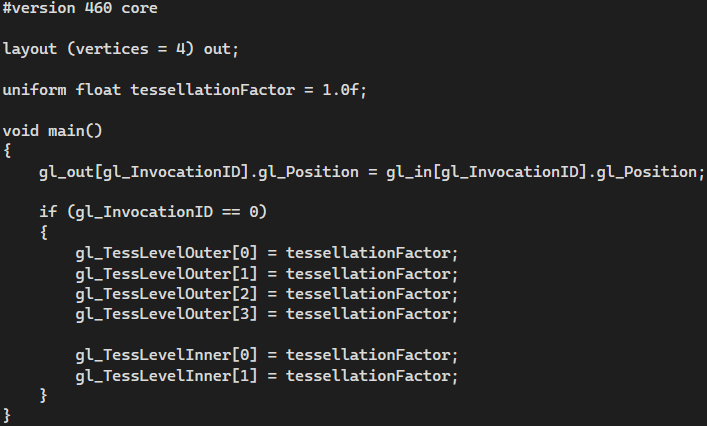 #version 460 core
layout (vertices = 4) out;
uniform float tessellationFactor = 1.0f;
void main()
{
    gl_out[gl_InvocationID].gl_Position = gl_in[gl_InvocationID].gl_Position;
    if (gl_InvocationID == 0)
    {
        gl_TessLevelOuter[0] = tessellationFactor;
        gl_TessLevelOuter[1] = tessellationFactor;
        gl_TessLevelOuter[2] = tessellationFactor;
        gl_TessLevelOuter[3] = tessellationFactor;
        gl_TessLevelInner[0] = tessellationFactor;
        gl_TessLevelInner[1] = tessellationFactor;
    }
}